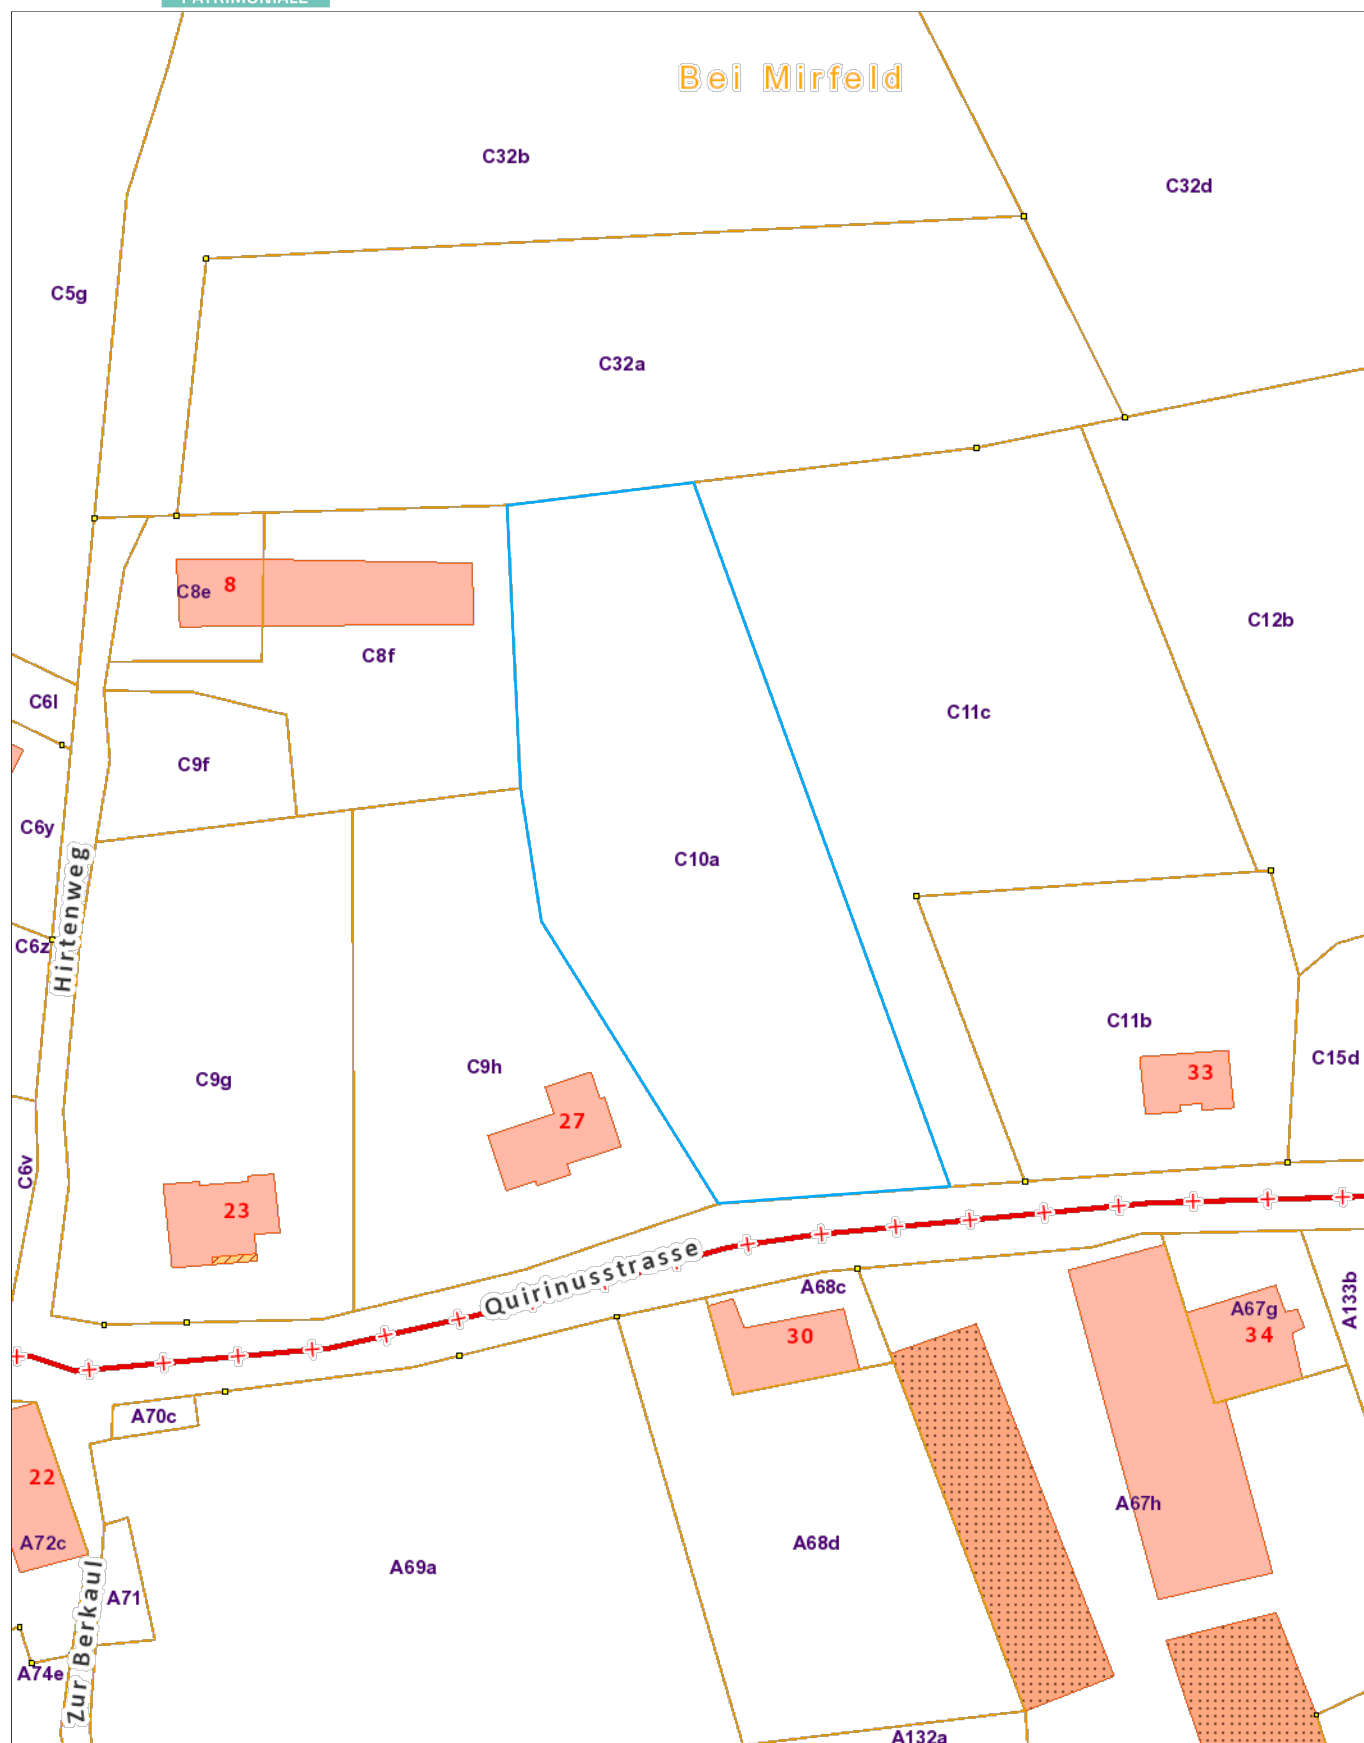 PATRIMONIALE
Bei Mirfeld
C32b
C32d
C5g
C32a
C8e
8
C8f
C12b
C6l
C11c
C9f
C6y
Hirtenweg
C10a
C6z
C11b
C15d
C9h
C9g
33
27
C6v
23
Quirinusstrasse
A68c
A133b
A67g
30
34
A70c
22
A67h
A72c
A68d
A69a
A71
Zur Berkaul
A74e
A132a